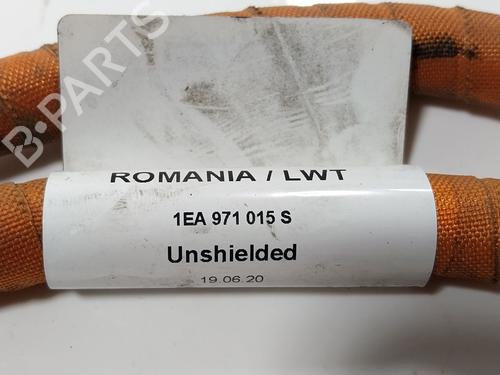 B-PARTS
ROMANIA / LWT
1EA 971 015 S
Unshielded
19.06.20